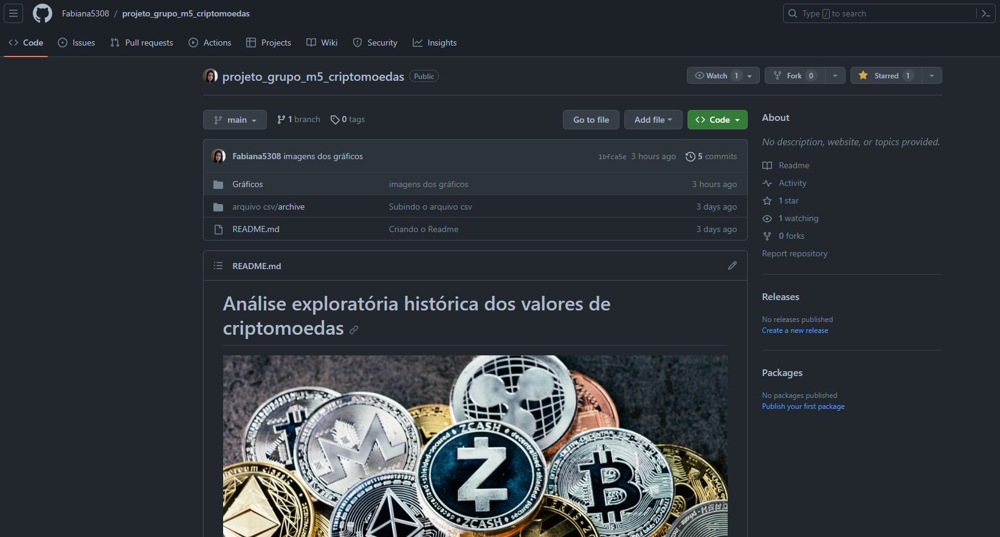 Fabiana5308 / projeto_grupo_m5_criptomoedas
Type / to search
Code Issues Pull requests Actions Projects Wiki Security Insights
projeto_grupo_m5_criptomoedas Public
Watch 1 Fork 0 Starred 1
main 1 branch 0 tags Go to file Add file Code
Fabiana5308 imagens dos gráficos 1bfca5e 3 hours ago 5 commits
Gráficos imagens dos gráficos 3 hours ago
arquivo csv/archive Subindo o arquivo csv 3 days ago
README.md Criando o Readme 3 days ago
README.md
Análise exploratória histórica dos valores de
criptomoedas
ZCASH
decentralized
shielded
secured
ZCASH
About
No description, website, or topics provided.
Readme
Activity
1 star
1 watching
0 forks
Report repository
Releases
No releases published
Create a new release
Packages
No packages published
Publish your first package